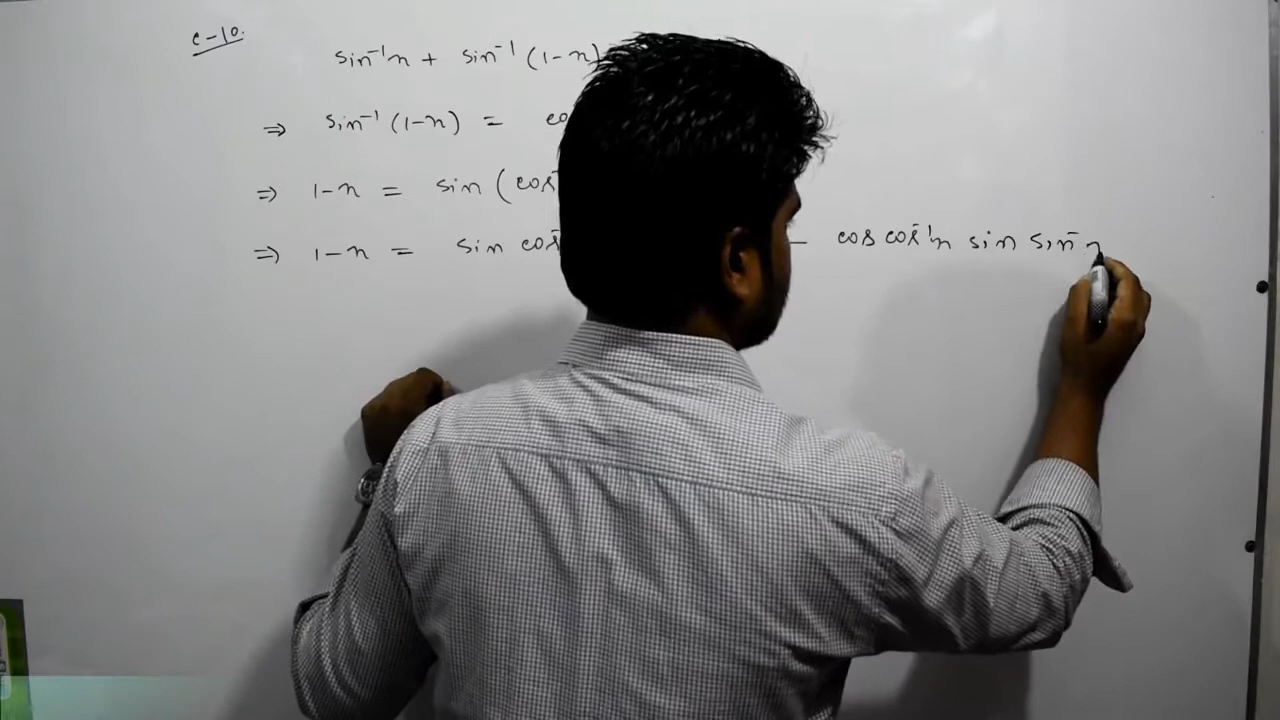 c-10.
sin⁻¹x + sin⁻¹(1-x)
⇒ sin⁻¹(1-x) = co
⇒ 1-x = sin (cos⁻
⇒ 1-x = sin cos⁻ – cos cos⁻¹x sin sin⁻x